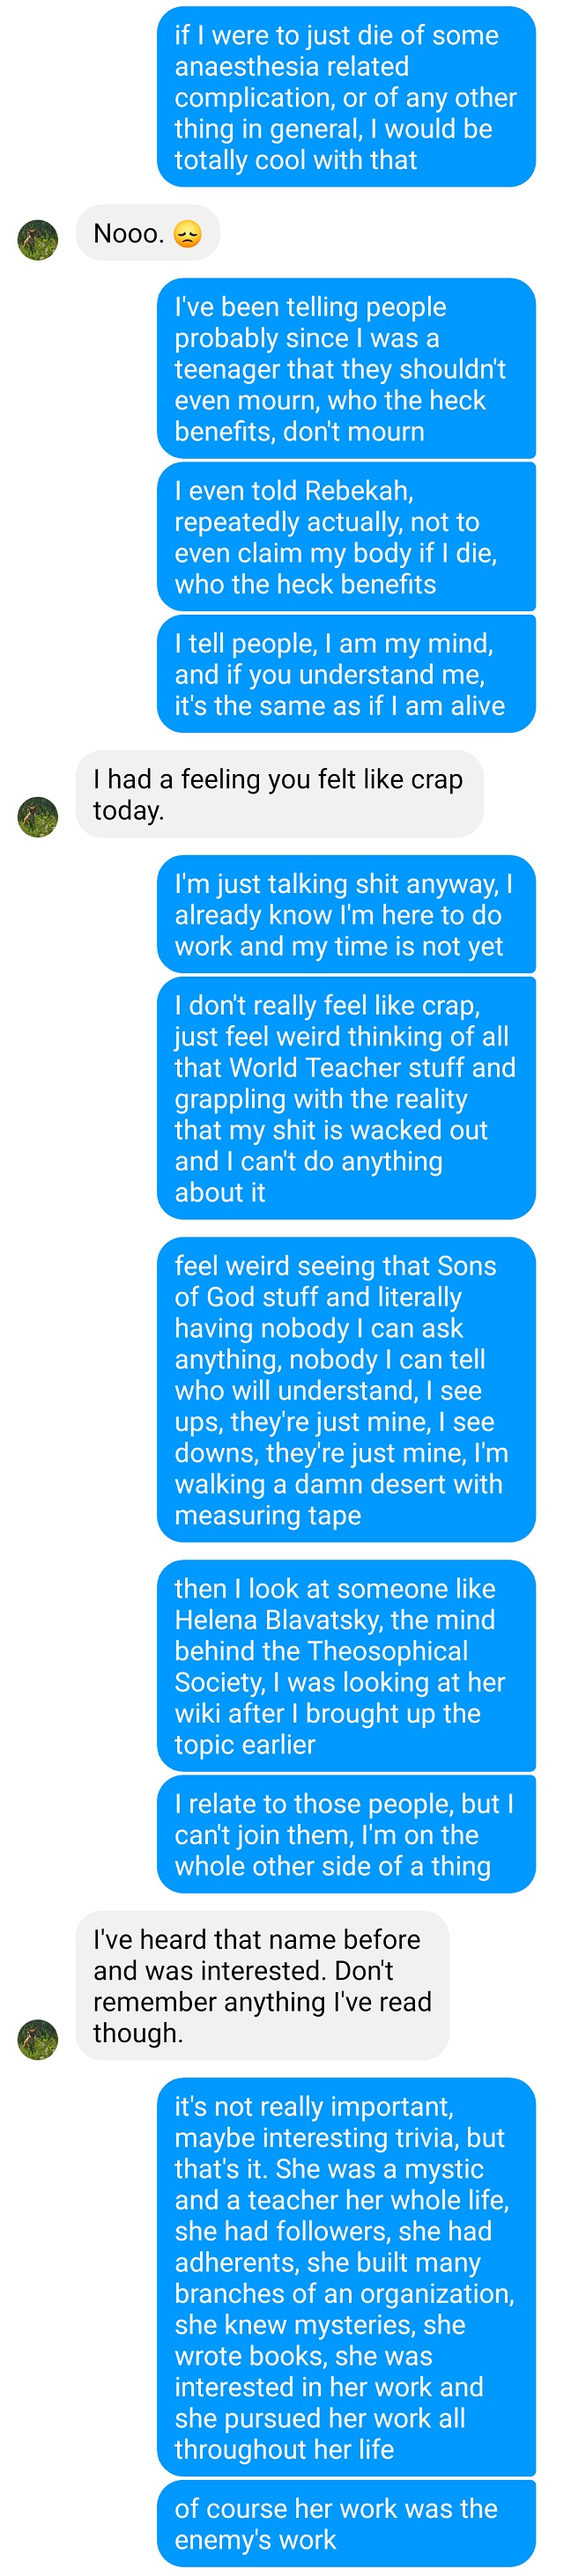 if I were to just die of some
anaesthesia related
complication, or of any other
thing in general, I would be
totally cool with that
Nooo. 😞
I've been telling people
probably since I was a
teenager that they shouldn't
even mourn, who the heck
benefits, don't mourn
I even told Rebekah,
repeatedly actually, not to
even claim my body if I die,
who the heck benefits
I tell people, I am my mind,
and if you understand me,
it's the same as if I am alive
I had a feeling you felt like crap
today.
I'm just talking shit anyway, I
already know I'm here to do
work and my time is not yet
I don't really feel like crap,
just feel weird thinking of all
that World Teacher stuff and
grappling with the reality
that my shit is wacked out
and I can't do anything
about it
feel weird seeing that Sons
of God stuff and literally
having nobody I can ask
anything, nobody I can tell
who will understand, I see
ups, they're just mine, I see
downs, they're just mine, I'm
walking a damn desert with
measuring tape
then I look at someone like
Helena Blavatsky, the mind
behind the Theosophical
Society, I was looking at her
wiki after I brought up the
topic earlier
I relate to those people, but I
can't join them, I'm on the
whole other side of a thing
I've heard that name before
and was interested. Don't
remember anything I've read
though.
it's not really important,
maybe interesting trivia, but
that's it. She was a mystic
and a teacher her whole life,
she had followers, she had
adherents, she built many
branches of an organization,
she knew mysteries, she
wrote books, she was
interested in her work and
she pursued her work all
throughout her life
of course her work was the
enemy's work